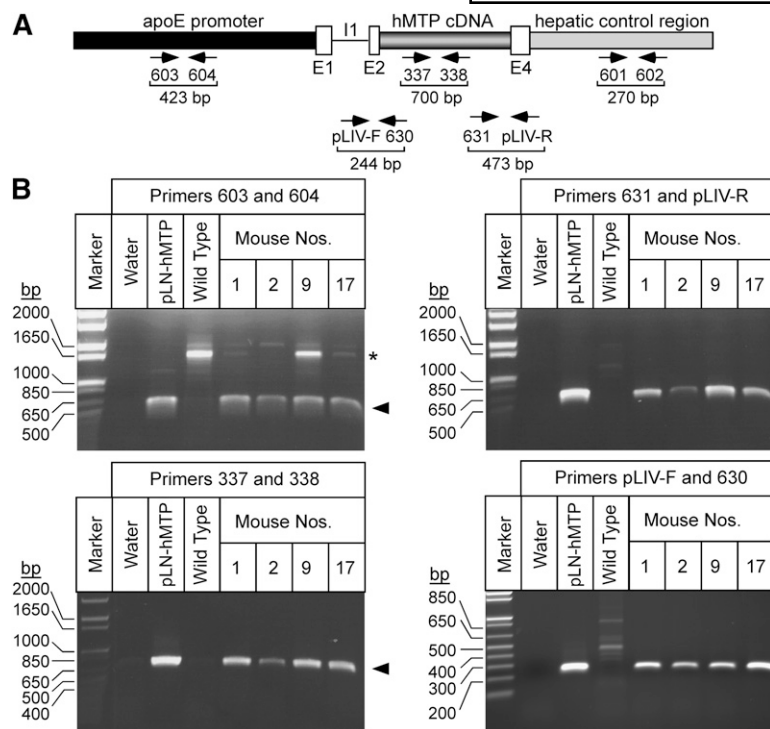 A
apoE promoter I1 hMTP cDNA hepatic control region
603 604 E1 E2 337 338 E4 601 602
423 bp 700 bp 270 bp
pLIV-F 630 631 pLIV-R
244 bp 473 bp
B
Primers 603 and 604
Marker Water pLN-hMTP Wild Type Mouse Nos.
1 2 9 17
bp
2000
1650
1000
850
650
500
*
Primers 631 and pLIV-R
Marker Water pLN-hMTP Wild Type Mouse Nos.
1 2 9 17
bp
2000
1650
1000
850
650
500
Primers 337 and 338
Marker Water pLN-hMTP Wild Type Mouse Nos.
1 2 9 17
bp
2000
1650
1000
850
650
500
400
Primers pLIV-F and 630
Marker Water pLN-hMTP Wild Type Mouse Nos.
1 2 9 17
bp
850
650
500
400
300
200